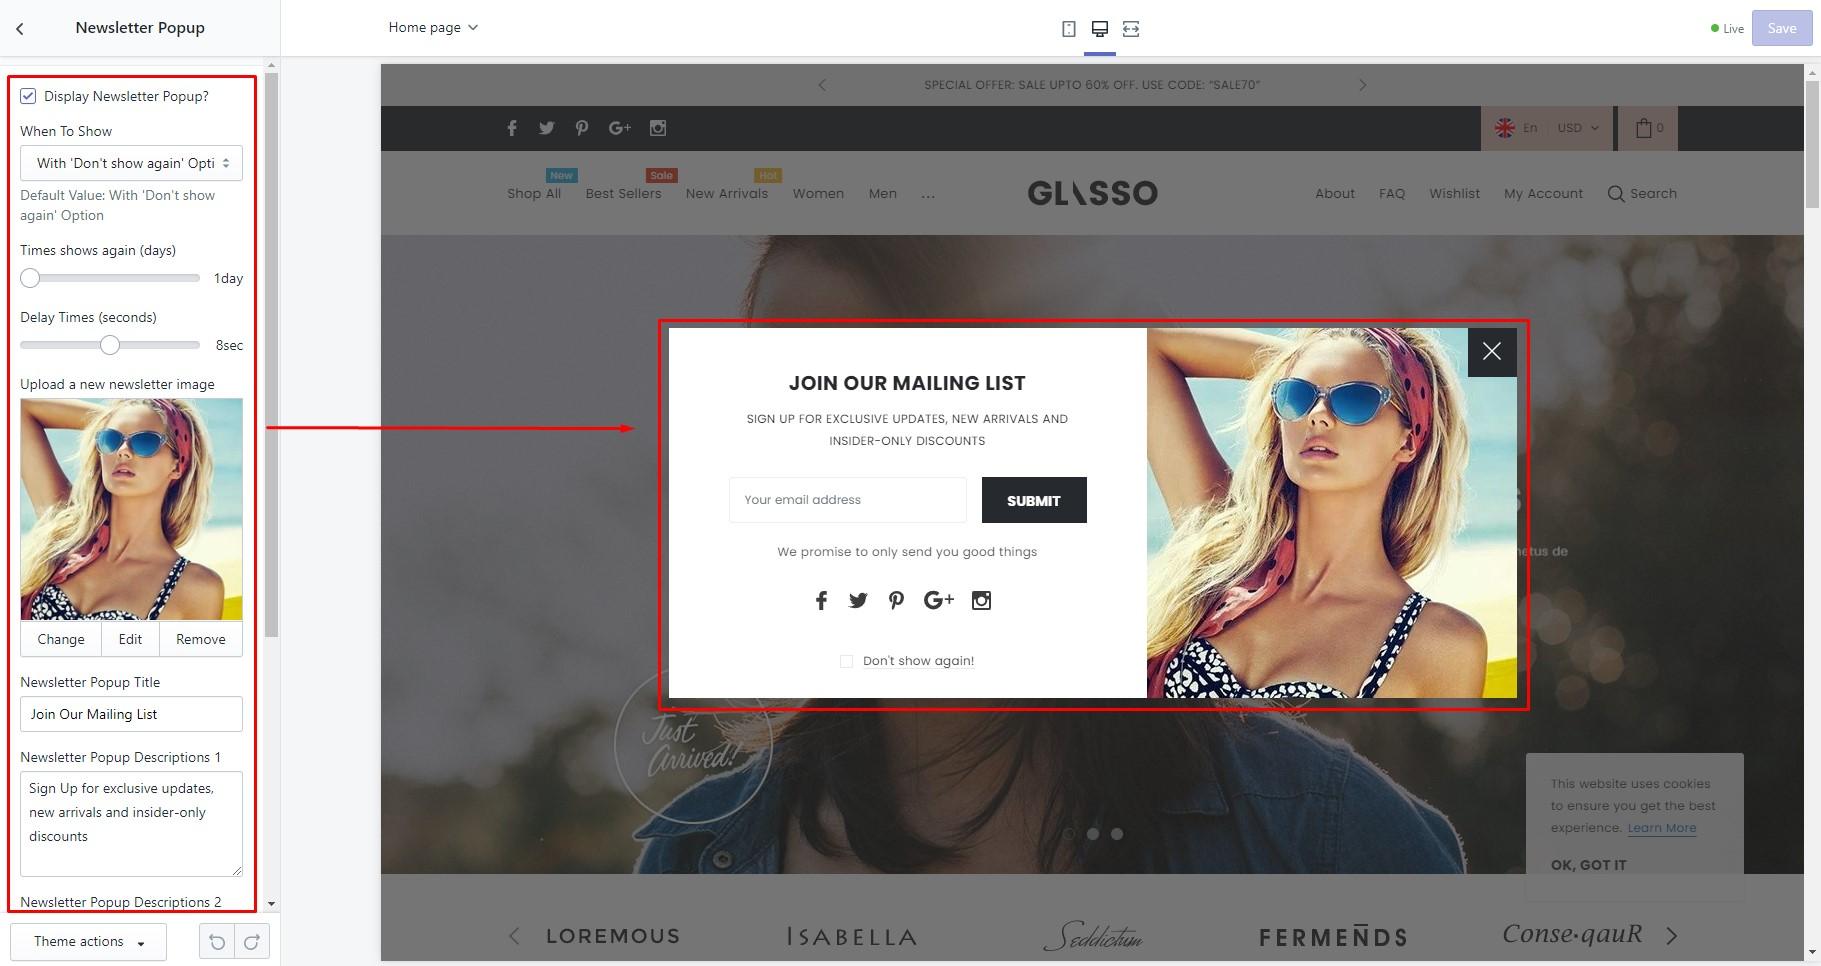 Newsletter Popup
Home page
Live
Save
Display Newsletter Popup?
When To Show
With 'Don't show again' Opti
Default Value: With 'Don't show
again' Option
Times shows again (days)
1day
Delay Times (seconds)
8sec
Upload a new newsletter image
Change
Edit
Remove
Newsletter Popup Title
Join Our Mailing List
Newsletter Popup Descriptions 1
Sign Up for exclusive updates,
new arrivals and insider-only
discounts
Newsletter Popup Descriptions 2
Theme actions
SPECIAL OFFER: SALE UPTO 60% OFF. USE CODE: "SALE70"
En USD 0
New Sale Hot
Shop All Best Sellers New Arrivals Women Men ... GLASSO About FAQ Wishlist My Account Search
JOIN OUR MAILING LIST
SIGN UP FOR EXCLUSIVE UPDATES, NEW ARRIVALS AND
INSIDER-ONLY DISCOUNTS
Your email address
SUBMIT
We promise to only send you good things
Don't show again!
Just
Arrived!
This website uses cookies
to ensure you get the best
experience. Learn More
OK, GOT IT
LOREMOUS ISABELLA Seddictum FERMEÑDS Conse·qauR